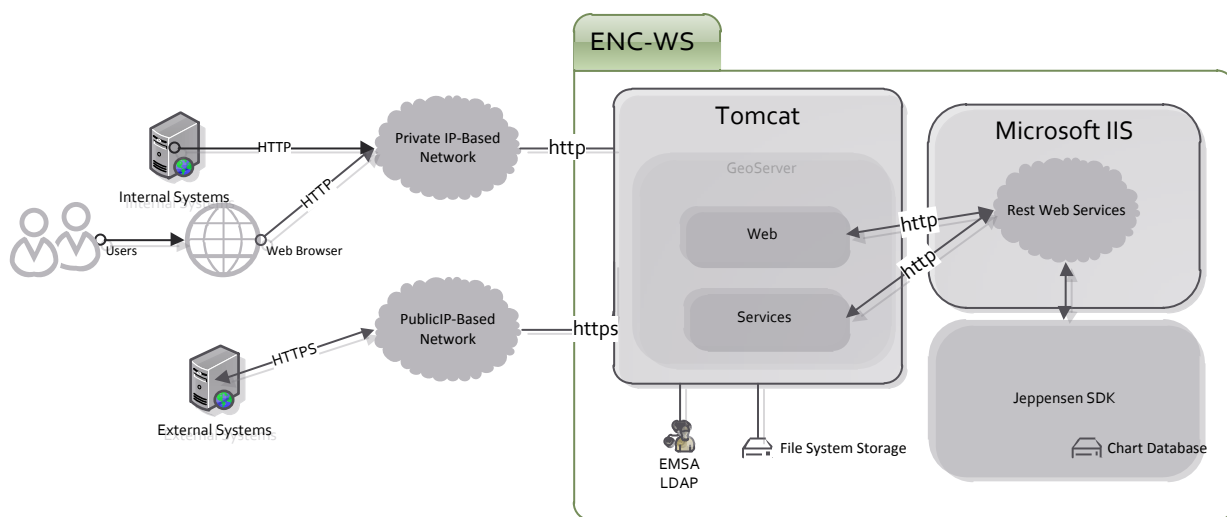 ENC-WS
Tomcat
Microsoft IIS
GeoServer
Private IP-Based
Network
http
HTTP
Internal Systems
HTTP
Users
Web Browser
Web
http
Rest Web Services
http
Services
PublicIP-Based
Network
https
HTTPS
External Systems
Jeppensen SDK
EMSA
LDAP
File System Storage
Chart Database